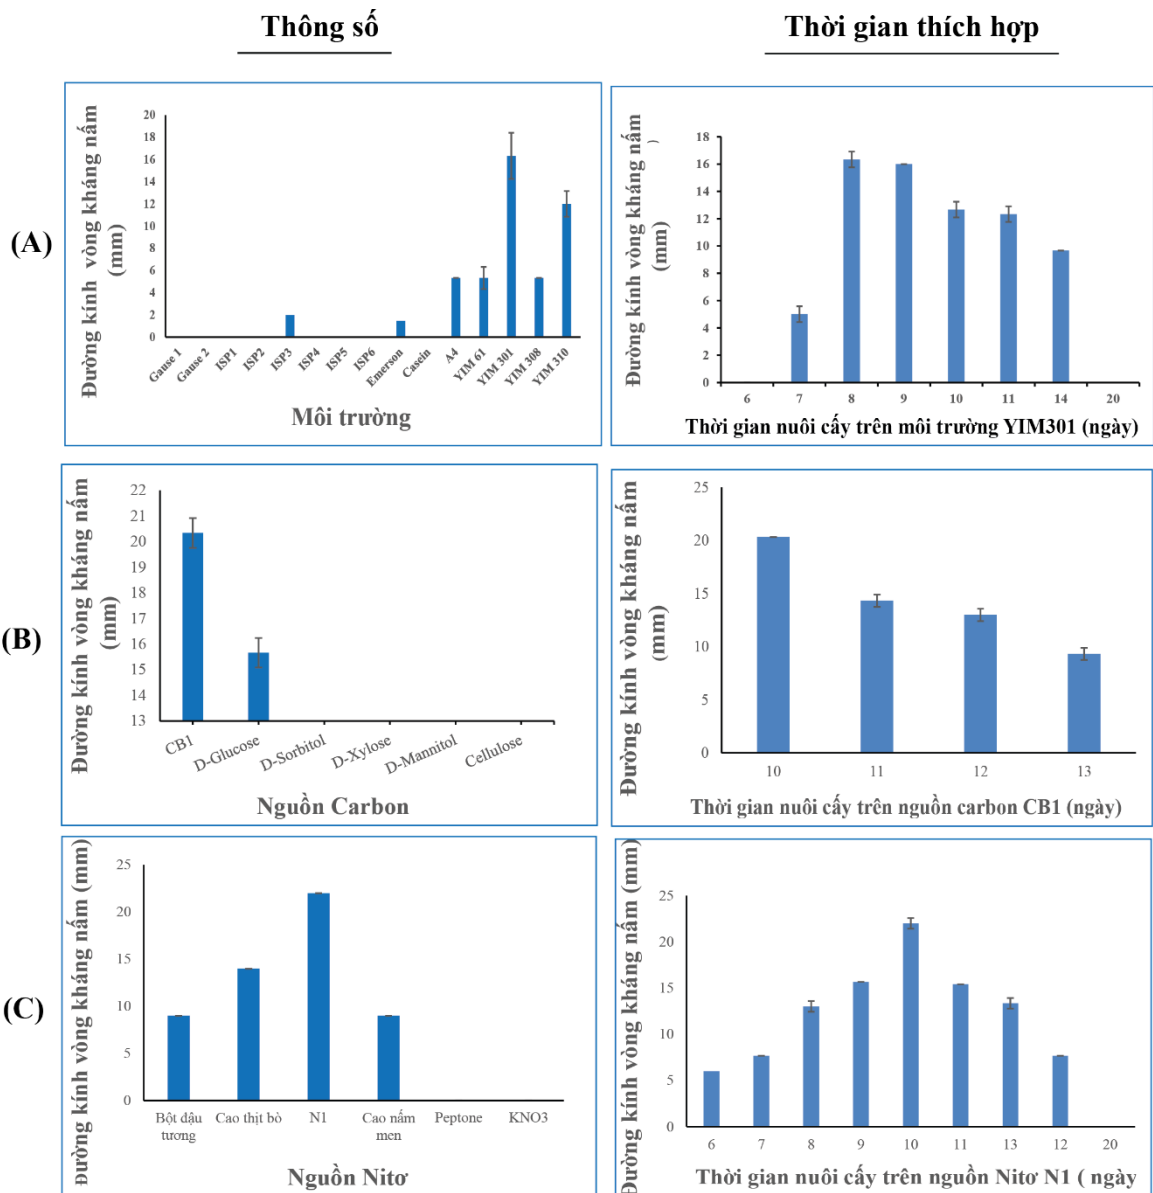 Thông số
Thời gian thích hợp
(A)
Đường kính vòng kháng nấm
(mm)
20
18
16
14
12
10
8
6
4
2
0
Gause 1
Gause 2
ISP1
ISP2
ISP3
ISP4
ISP5
ISP6
Emerson
Casein
A4
YIM 61
YIM 301
YIM 308
YIM 310
Môi trường
Đường kính vòng kháng nấm
(mm)
18
16
14
12
10
8
6
4
2
0
6 7 8 9 10 11 14 20
Thời gian nuôi cấy trên môi trường YIM301 (ngày)
(B)
Đường kính vòng kháng nấm
(mm)
22
21
20
19
18
17
16
15
14
13
CB1
D-Glucose
D-Sorbitol
D-Xylose
D-Mannitol
Cellulose
Nguồn Carbon
Đường kính vòng kháng nấm
(mm)
25
20
15
10
5
0
10 11 12 13
Thời gian nuôi cấy trên nguồn carbon CB1 (ngày)
(C)
Đường kính vòng kháng nấm (mm)
25
20
15
10
5
0
Bột đậu
tương
Cao thịt bò
N1
Cao nấm
men
Peptone
KNO3
Nguồn Nitơ
Đường kính vòng kháng nấm (mm)
25
20
15
10
5
0
6 7 8 9 10 11 13 12 20
Thời gian nuôi cấy trên nguồn Nitơ N1 ( ngày